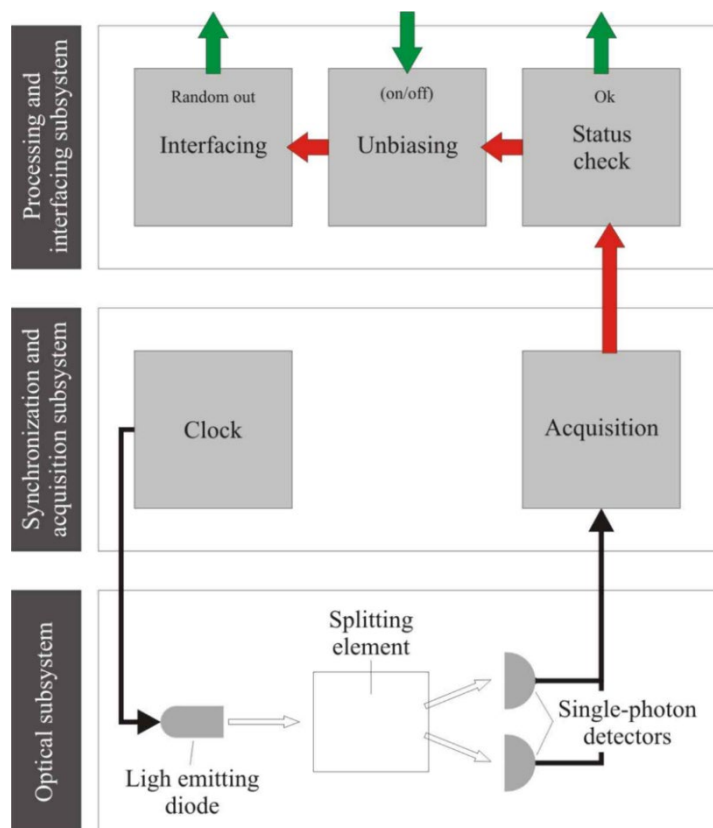 Processing and
interfacing subsystem
Random out
Interfacing
(on/off)
Unbiasing
Ok
Status
check
Synchronization and
acquisition subsystem
Clock
Acquisition
Optical subsystem
Splitting
element
Ligh emitting
diode
Single-photon
detectors